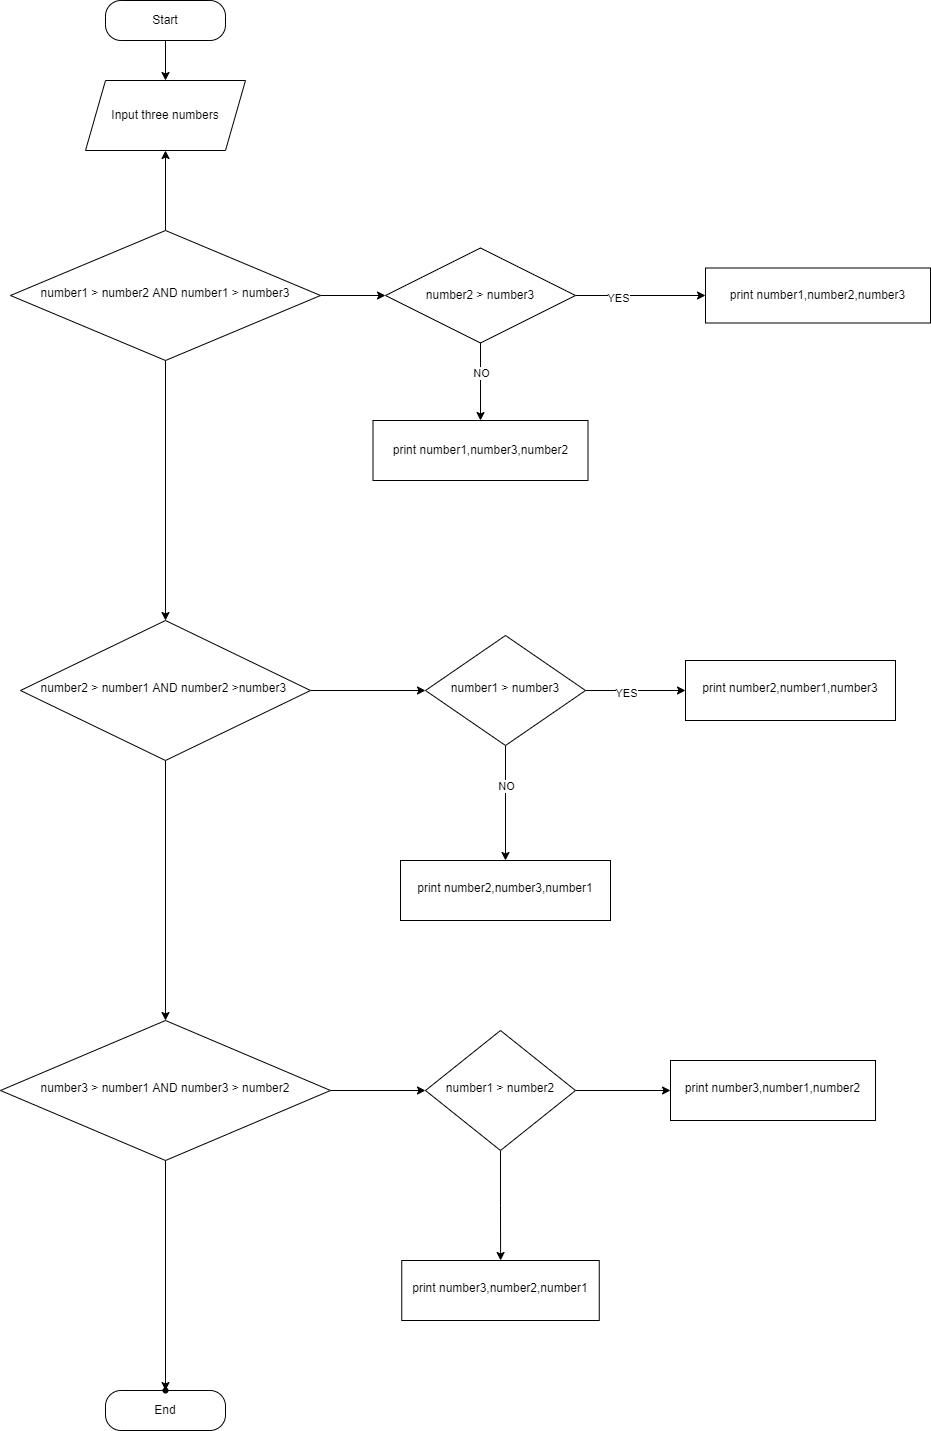 Start
Input three numbers
number1 > number2 AND number1 > number3
number2 > number3
YES
print number1,number2,number3
NO
print number1,number3,number2
number2 > number1 AND number2 >number3
number1 > number3
YES
print number2,number1,number3
NO
print number2,number3,number1
number3 > number1 AND number3 > number2
number1 > number2
print number3,number1,number2
print number3,number2,number1
End